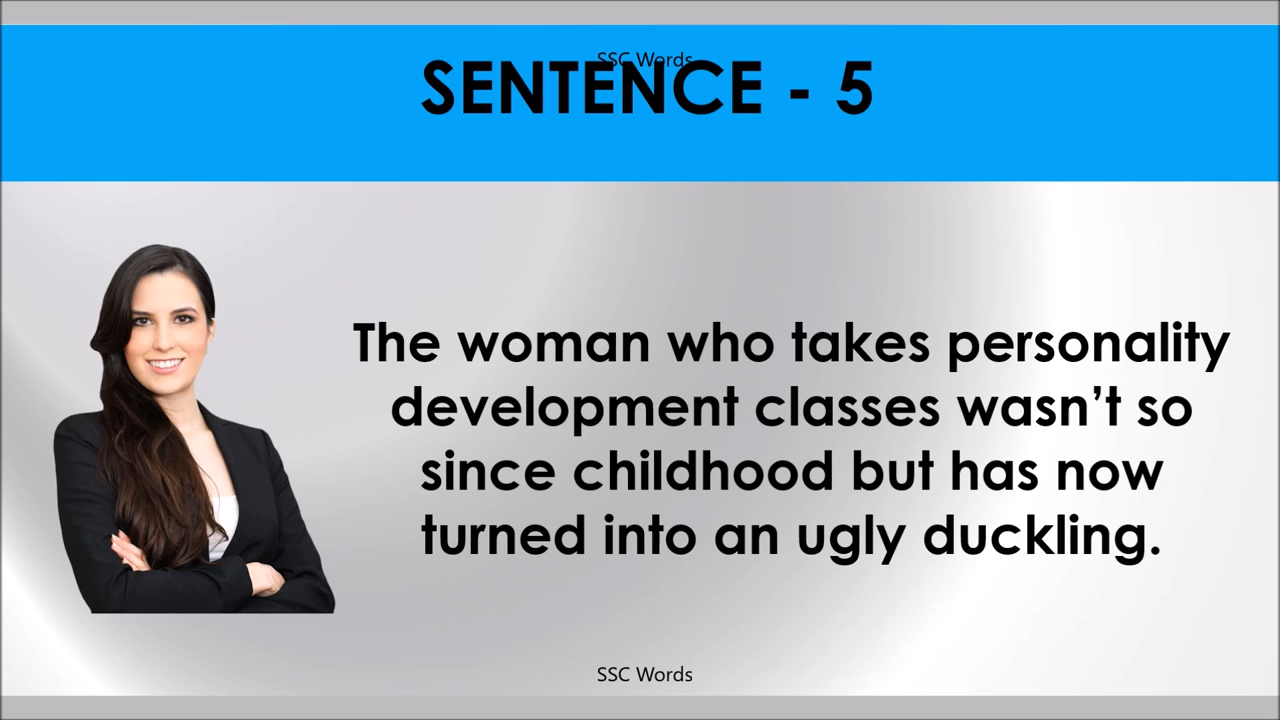 SSC Words
SENTENCE - 5
The woman who takes personality
development classes wasn’t so
since childhood but has now
turned into an ugly duckling.
SSC Words